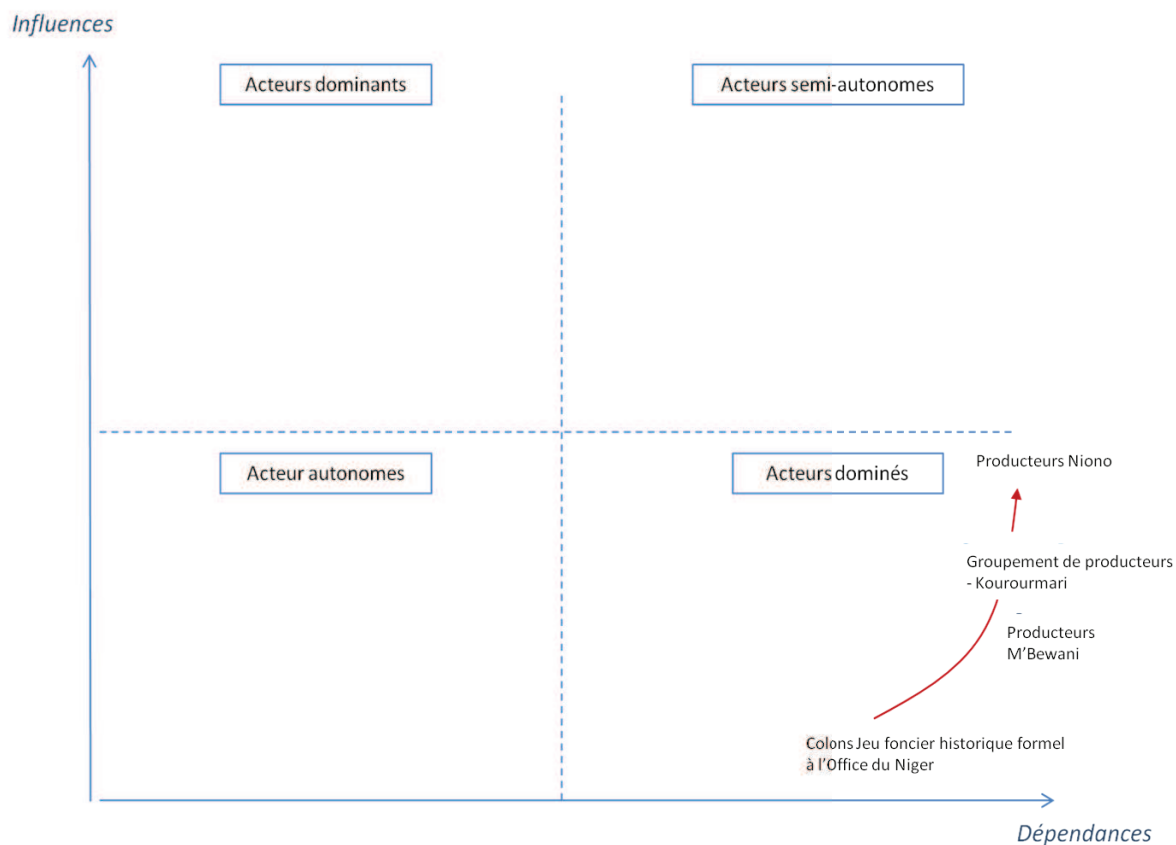 Influences
Acteurs dominants
Acteurs semi-autonomes
Acteur autonomes
Acteurs dominés
Producteurs Niono
Groupement de producteurs
- Kourourmari
Producteurs
M'Bewani
Colons Jeu foncier historique formel
à l'Office du Niger
Dépendances